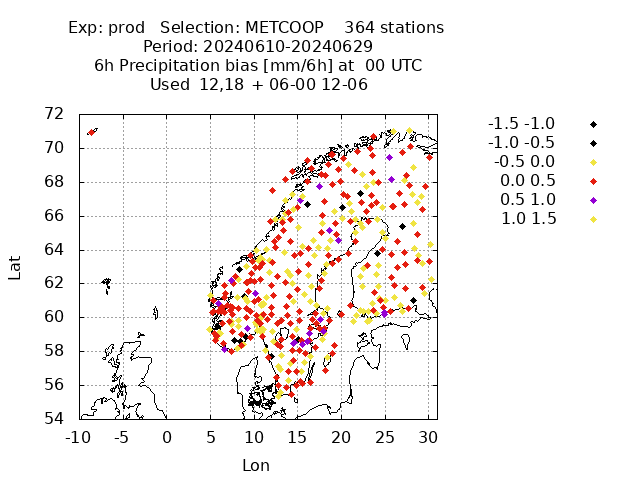 Exp: prod   Selection: METCOOP    364 stations
Period: 20240610-20240629
6h Precipitation bias [mm/6h] at  00 UTC
Used  12,18  + 06-00 12-06
72
70
68
66
64
62
60
58
56
54
-10 -5 0 5 10 15 20 25 30
Lat
Lon
-1.5 -1.0
-1.0 -0.5
-0.5 0.0
0.0 0.5
0.5 1.0
1.0 1.5